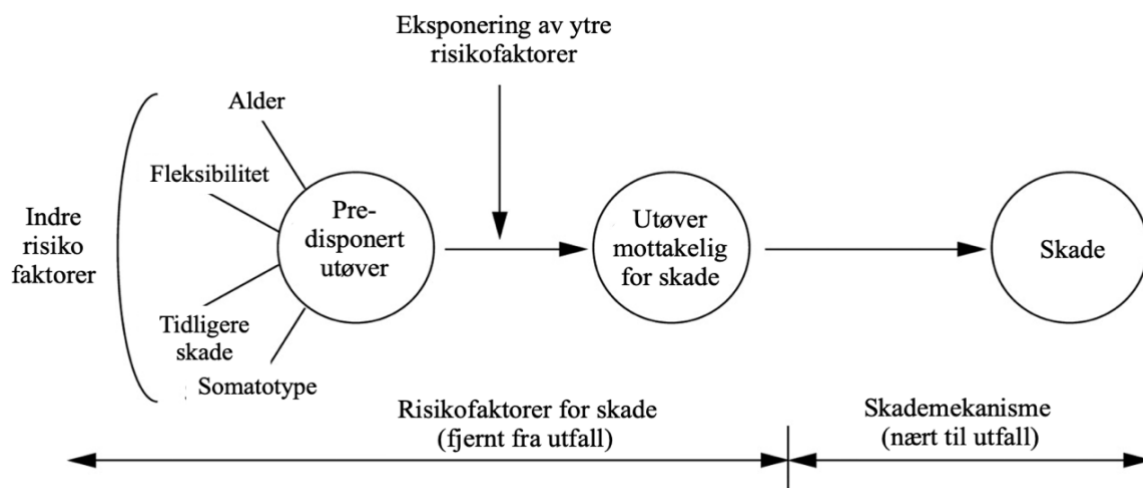 Eksponering av ytre
risikofaktorer
Alder
Fleksibilitet
Indre
risiko
faktorer
Tidligere
skade
Somatotype
Pre-
disponert
utøver
Utøver
mottakelig
for skade
Skade
Risikofaktorer for skade
(fjernt fra utfall)
Skademekanisme
(nært til utfall)